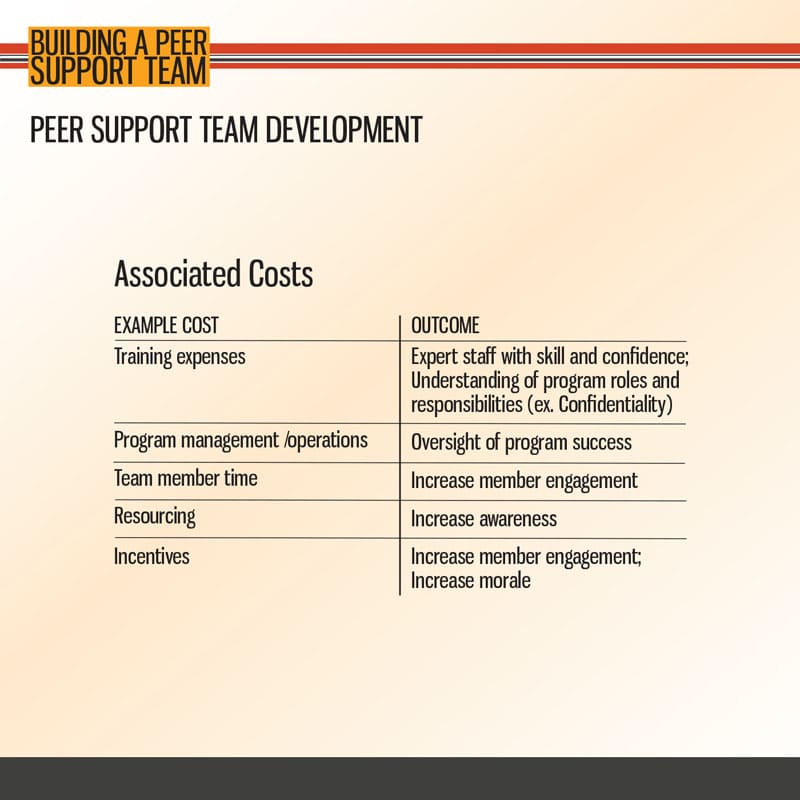 BUILDING A PEER
SUPPORT TEAM
PEER SUPPORT TEAM DEVELOPMENT
Associated Costs
EXAMPLE COST
OUTCOME
Training expenses
Expert staff with skill and confidence;
Understanding of program roles and
responsibilities (ex. Confidentiality)
Program management /operations
Oversight of program success
Team member time
Increase member engagement
Resourcing
Increase awareness
Incentives
Increase member engagement;
Increase morale